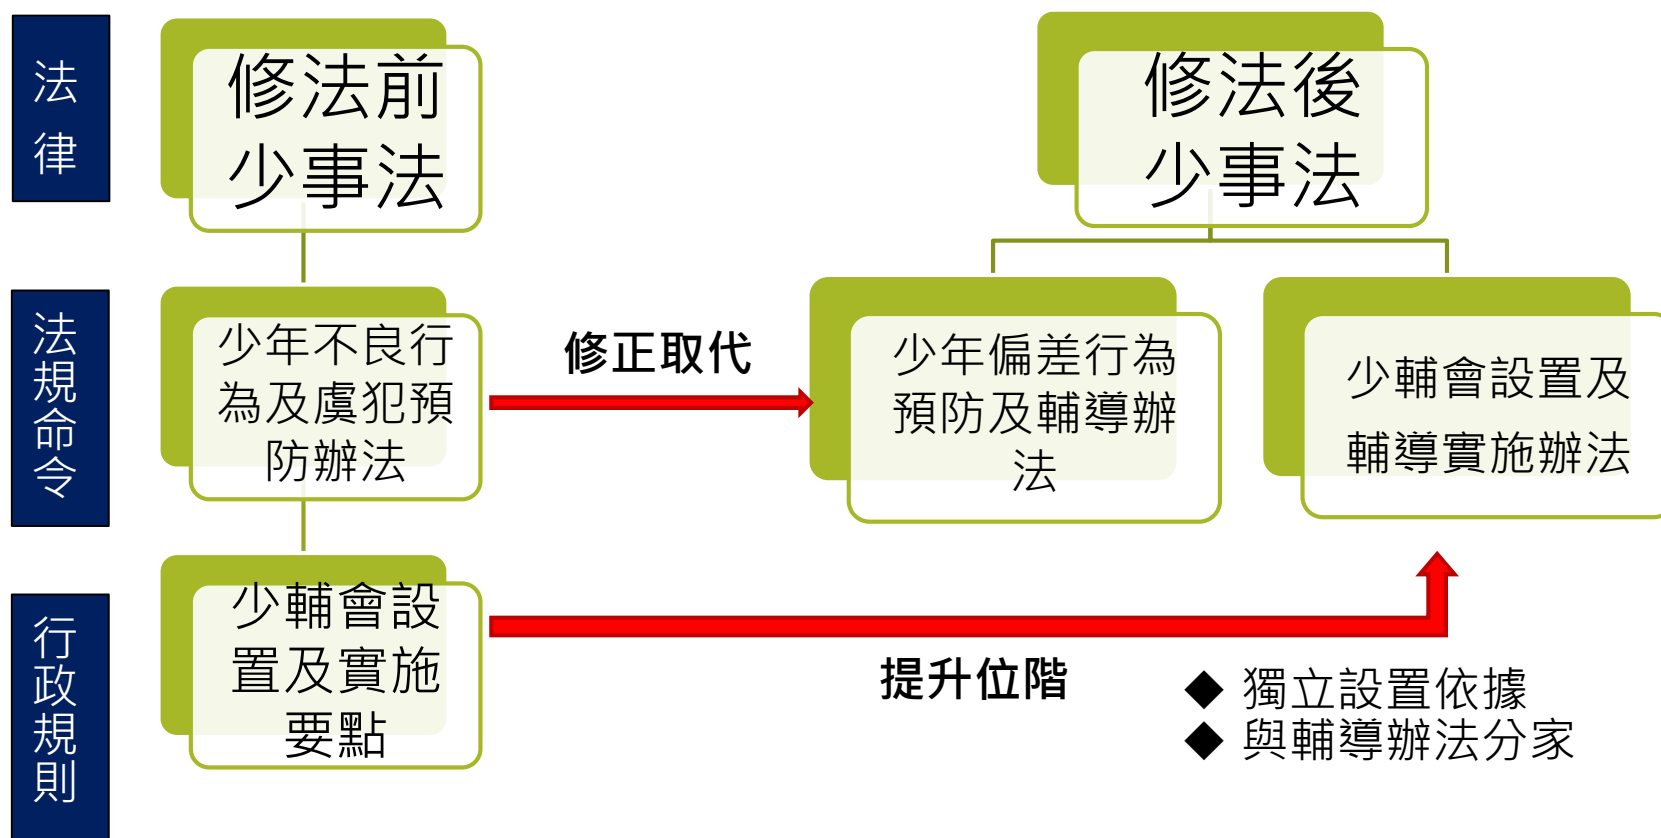 法
律
修法前
少事法
修法後
少事法
法規命令
少年不良行
為及虞犯預
防辦法
修正取代
少年偏差行為
預防及輔導辦
法
少輔會設置及
輔導實施辦法
行政規則
少輔會設
置及實施
要點
提升位階
◆ 獨立設置依據
◆ 與輔導辦法分家